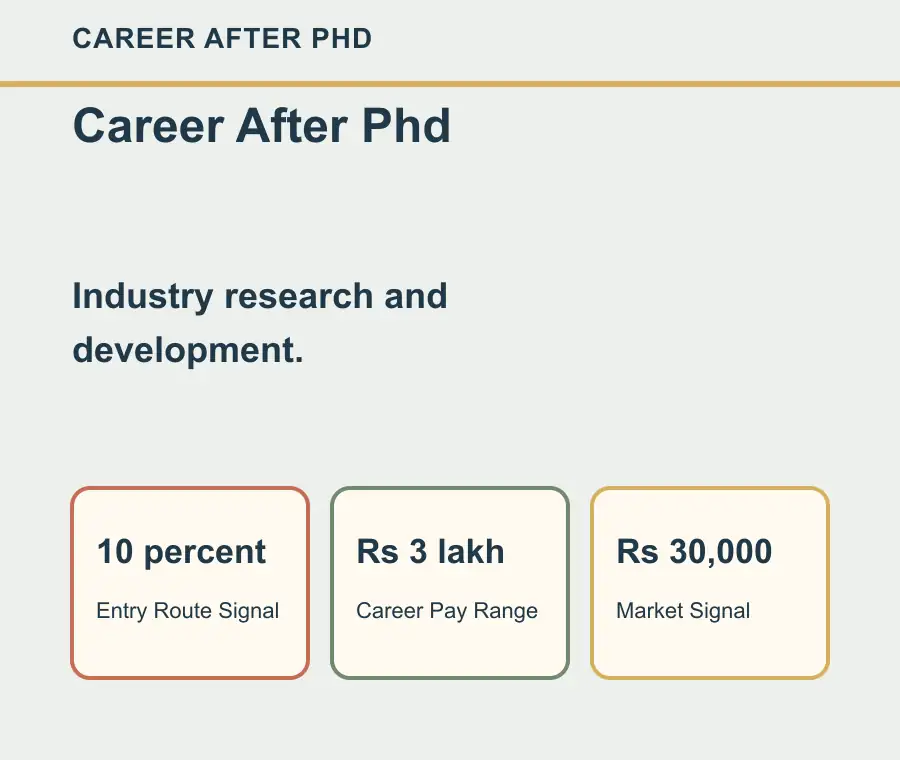 CAREER AFTER PHD
Career After Phd
Industry research and
development.
10 percent
Entry Route Signal
Rs 3 lakh
Career Pay Range
Rs 30,000
Market Signal